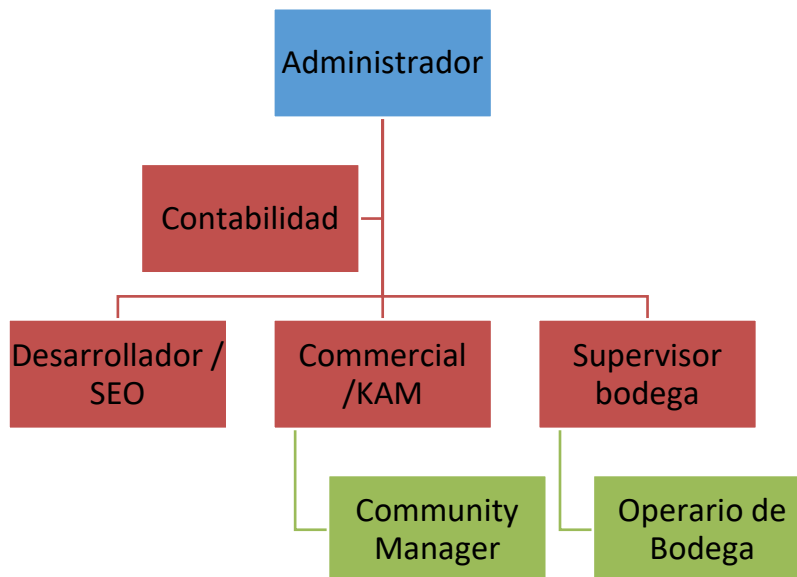 Administrador
Contabilidad
Desarrollador /
SEO
Commercial
/KAM
Supervisor
bodega
Community
Manager
Operario de
Bodega